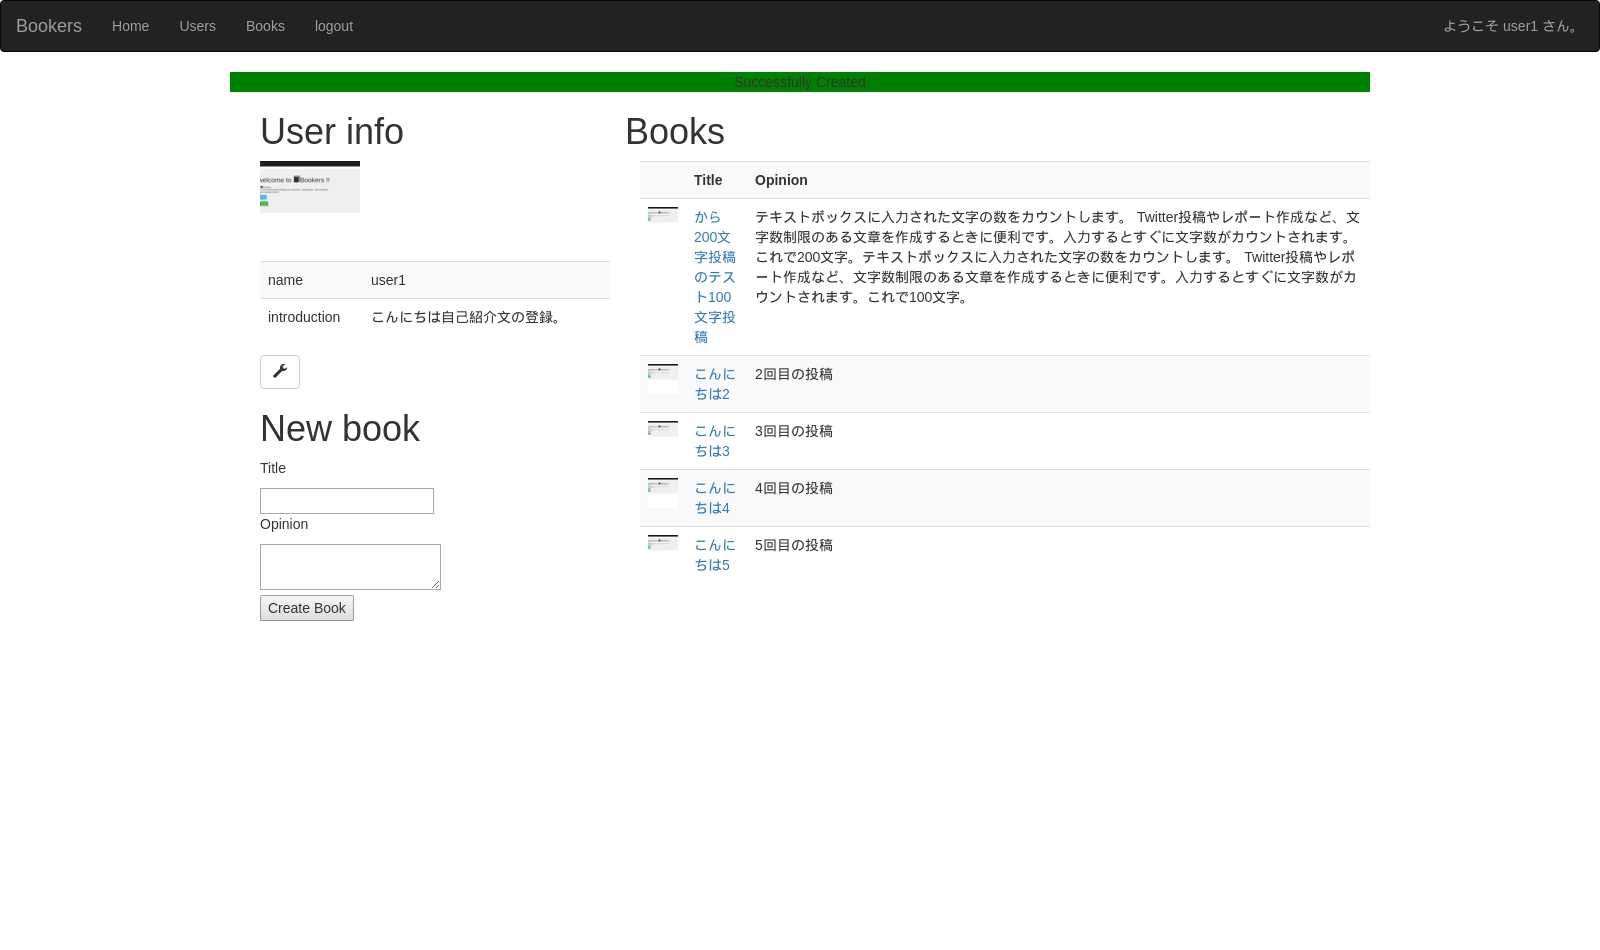 Bookers Home Users Books logout ようこそ user1 さん。
Successfully Created
User info
welcome to Bookers !!
name user1
introduction こんにちは自己紹介文の登録。
New book
Title
Opinion
Create Book
Books
Title Opinion
から
200文
字投稿
のテス
ト100
文字投
稿
テキストボックスに入力された文字の数をカウントします。 Twitter投稿やレポート作成など、文
字数制限のある文章を作成するときに便利です。入力するとすぐに文字数がカウントされます。
これで200文字。テキストボックスに入力された文字の数をカウントします。 Twitter投稿やレポ
ート作成など、文字数制限のある文章を作成するときに便利です。入力するとすぐに文字数がカ
ウントされます。これで100文字。
こんに
ちは2
2回目の投稿
こんに
ちは3
3回目の投稿
こんに
ちは4
4回目の投稿
こんに
ちは5
5回目の投稿